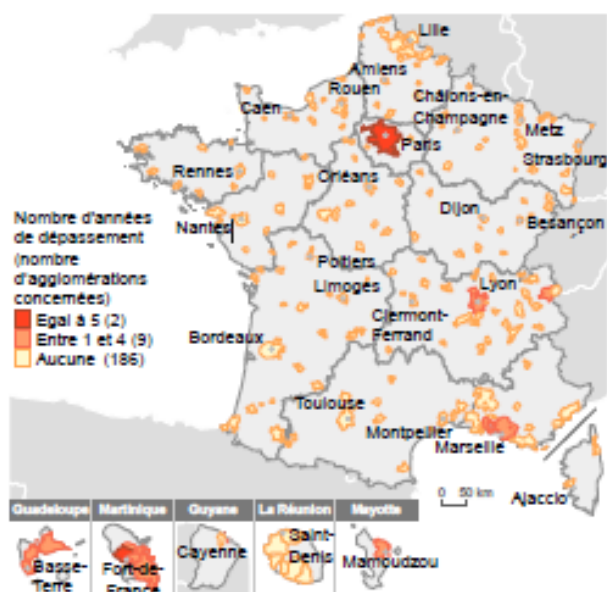 Lille
Amiens
Rouen
Caen
Châlons-en-
Champagne
Metz
Paris
Strasbourg
Rennes
Orléans
Nombre d'années
de dépassement
(nombre
d'agglomérations
concernées)
Egal à 5 (2)
Entre 1 et 4 (9)
Aucune (186)
Nantes
Dijon
Besançon
Poitiers
Limoges
Lyon
Clermont-
Ferrand
Bordeaux
Toulouse
Montpellier
Marseille
0 50 km
Ajaccio
Guadeloupe Martinique Guyane La Réunion Mayotte
Basse-
Terre
Fort-de-
France
Cayenne
Saint-
Denis
Mamoudzou